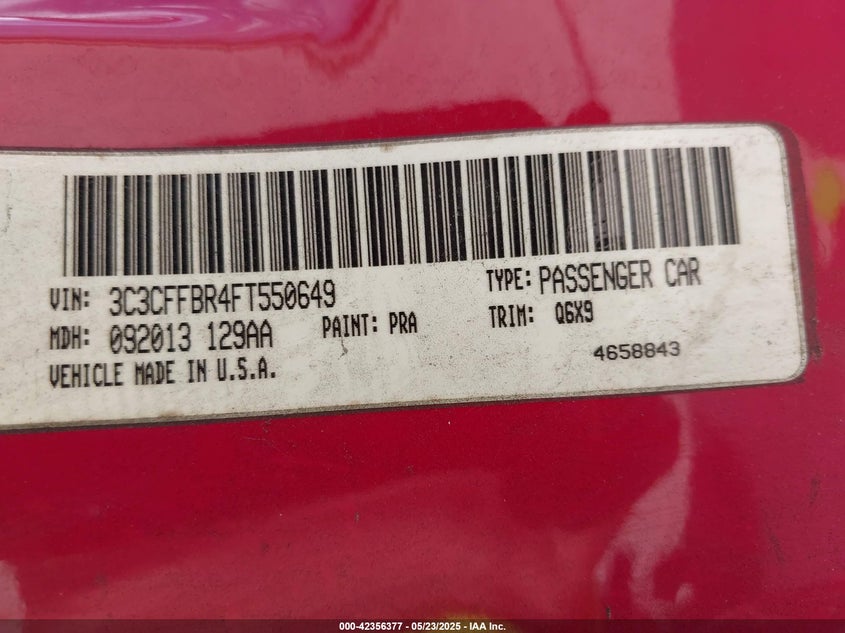 VIN: 3C3CFFBR4FT550649 TYPE: PASSENGER CAR
MDH: 092013 129AA PAINT: PRA TRIM: Q6X9
VEHICLE MADE IN U.S.A. 4658843
000-42356377 - 05/23/2025 - IAA Inc.